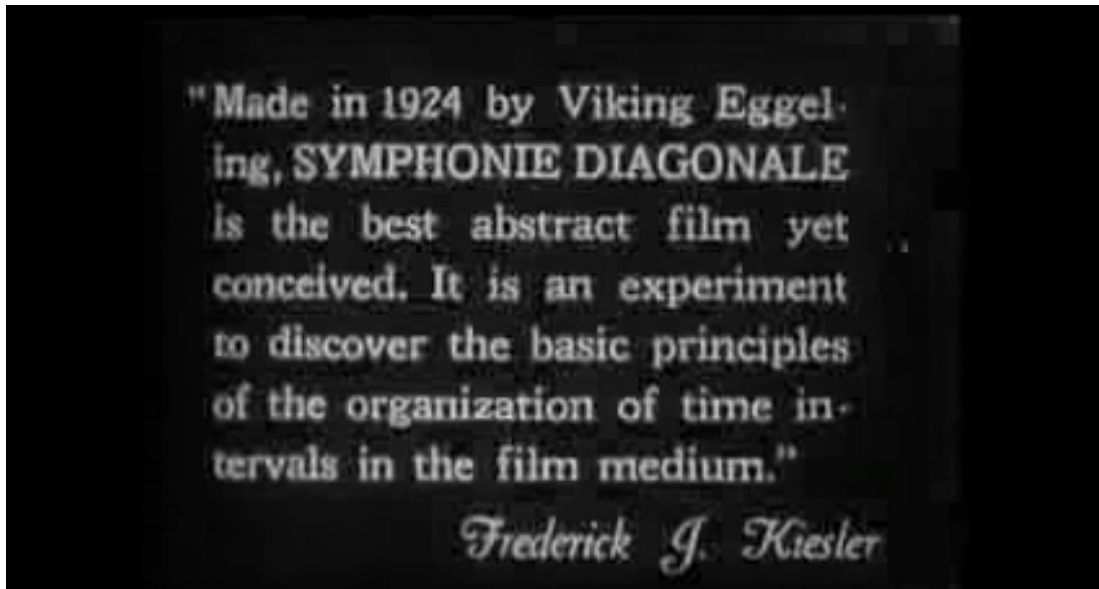 "Made in 1924 by Viking Eggel-
ing, SYMPHONIE DIAGONALE
is the best abstract film yet
conceived. It is an experiment
to discover the basic principles
of the organization of time in-
tervals in the film medium."
Frederick J. Kiesler